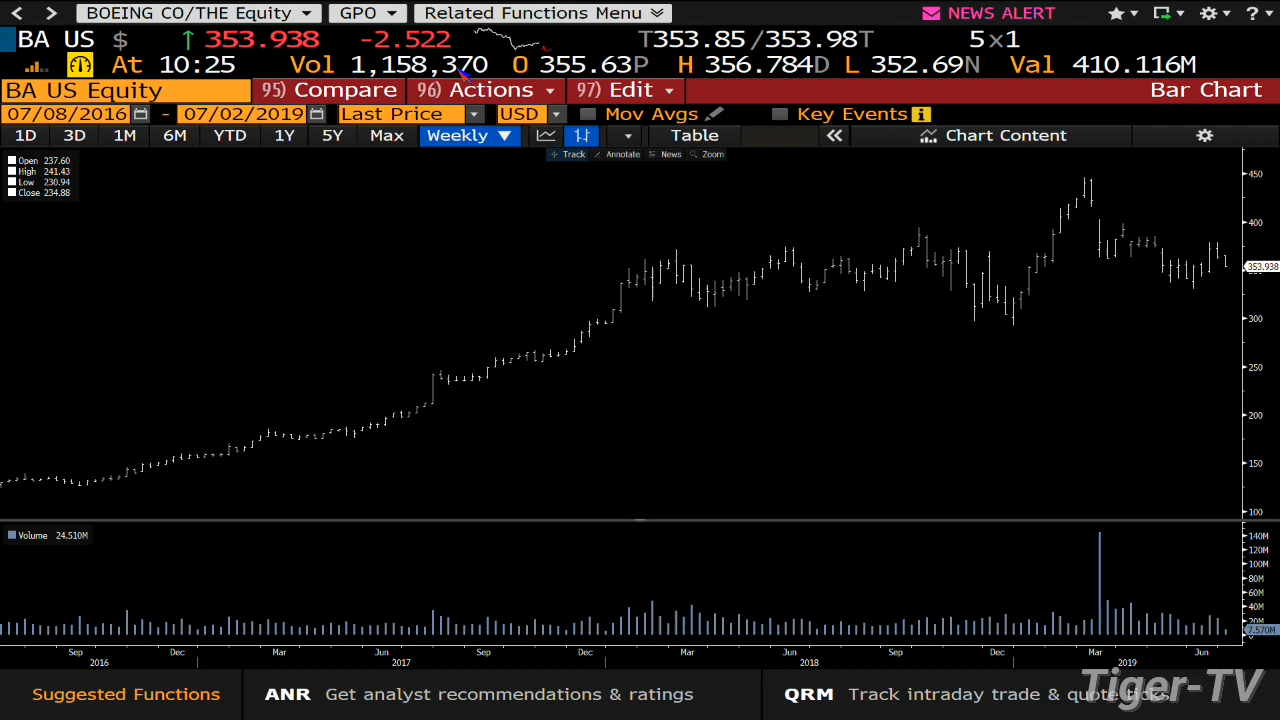 BOEING CO/THE Equity GPO Related Functions Menu NEWS ALERT ?
BA US $ ↑ 353.938 -2.522 T353.85/353.98T 5x1
At 10:25 Vol 1,158,370 O 355.63P H 356.784D L 352.69N Val 410.116M
BA US Equity 95) Compare 96) Actions 97) Edit Bar Chart
07/08/2016 - 07/02/2019 Last Price USD Mov Avgs Key Events i
1D 3D 1M 6M YTD 1Y 5Y Max Weekly ▼ Table « Chart Content
Track Annotate News Zoom
Open 237.60
High 241.43
Low 230.94
Close 234.88
450
400
353.938
300
250
200
150
100
Volume 24.510M
140M
120M
100M
80M
60M
40M
20M
7.570M
0
Sep Dec Mar Jun Sep Dec Mar Jun Sep Dec Mar Jun
2016 2017 2018 2019
Suggested Functions ANR Get analyst recommendations & ratings QRM Track intraday trade & quote ticks
Tiger-TV